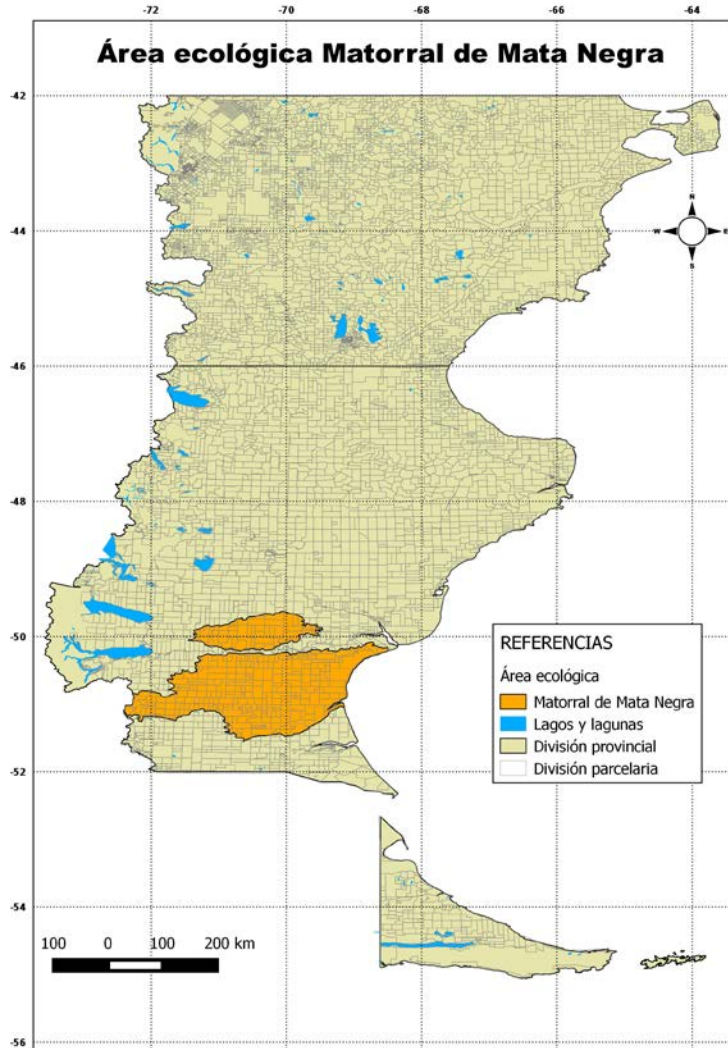 -72 -70 -68 -66 -64
Área ecológica Matorral de Mata Negra
-42
N
-44
W E
S
-46
-48
-50
REFERENCIAS
Área ecológica
Matorral de Mata Negra
Lagos y lagunas
División provincial
División parcelaria
-52
-54
100 0 100 200 km
-56